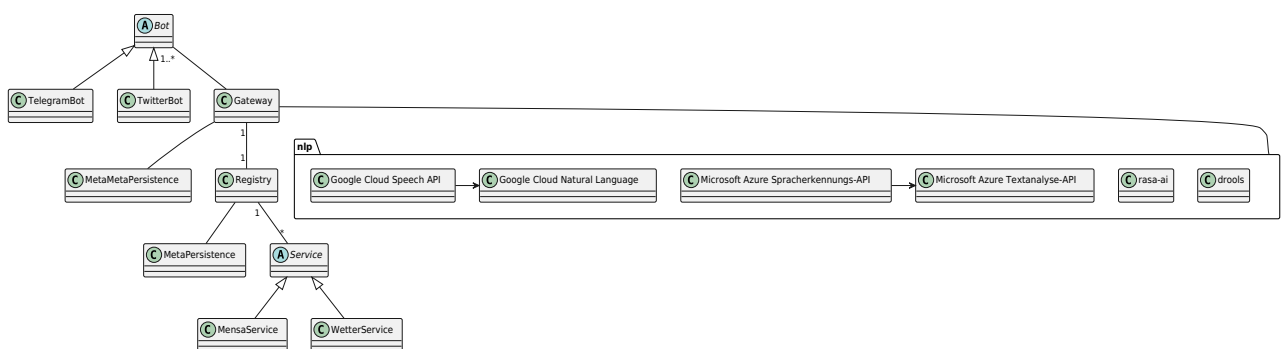 A Bot
1..*
C TelegramBot
C TwitterBot
C Gateway
1
1
nlp
C MetaMetaPersistence
C Registry
C Google Cloud Speech API
C Google Cloud Natural Language
C Microsoft Azure Spracherkennungs-API
C Microsoft Azure Textanalyse-API
C rasa-ai
C drools
1
*
C MetaPersistence
A Service
C MensaService
C WetterService